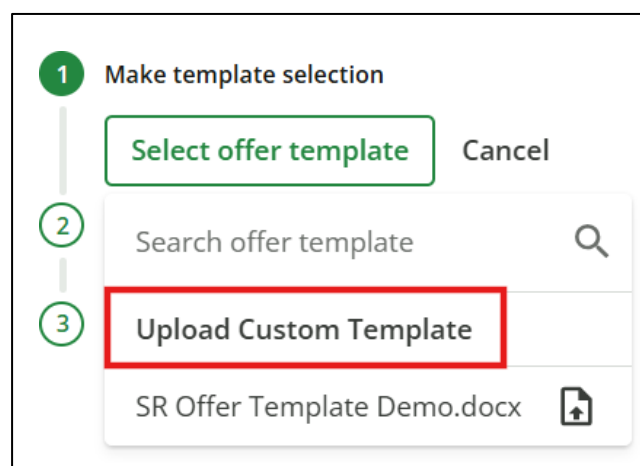 1 Make template selection
Select offer template Cancel
2 Search offer template
3 Upload Custom Template
SR Offer Template Demo.docx